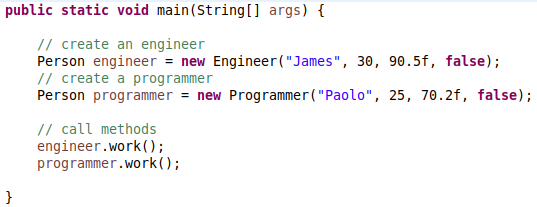 public static void main(String[] args) {
// create an engineer
Person engineer = new Engineer("James", 30, 90.5f, false);
// create a programmer
Person programmer = new Programmer("Paolo", 25, 70.2f, false);
// call methods
engineer.work();
programmer.work();
}